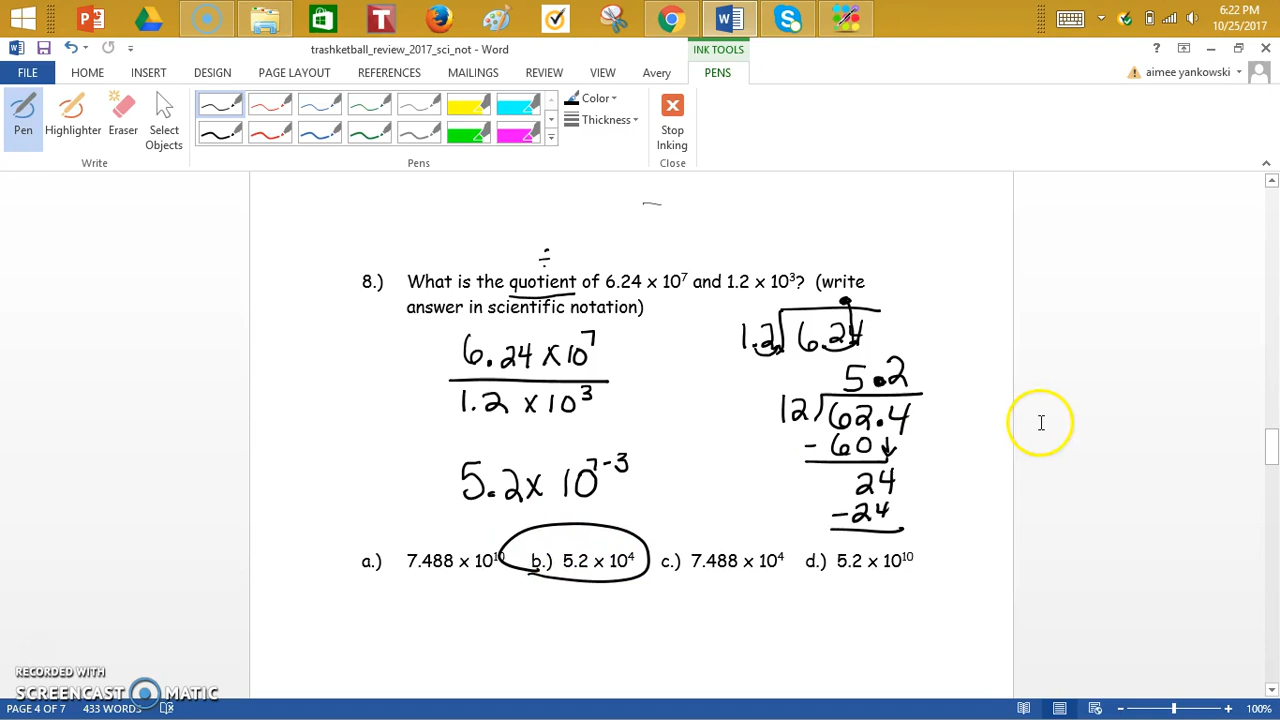 6:22 PM
10/25/2017
trashketball_review_2017_sci_not - Word
INK TOOLS
FILE HOME INSERT DESIGN PAGE LAYOUT REFERENCES MAILINGS REVIEW VIEW Avery PENS
aimee yankowski
Pen
Highlighter
Eraser
Select Objects
Color
Thickness
Stop Inking
Write
Pens
Close
÷
8.) What is the quotient of 6.24 x 10⁷ and 1.2 x 10³? (write
answer in scientific notation)
1.2 6.24
6.24 x 10⁷
1.2 x 10³
5.2
12 62.4
- 60
24
-24
5.2 x 10⁷⁻³
a.) 7.488 x 10¹⁰ b.) 5.2 x 10⁴ c.) 7.488 x 10⁴ d.) 5.2 x 10¹⁰
RECORDED WITH
SCREENCAST MATIC
PAGE 4 OF 7 433 WORDS 100%